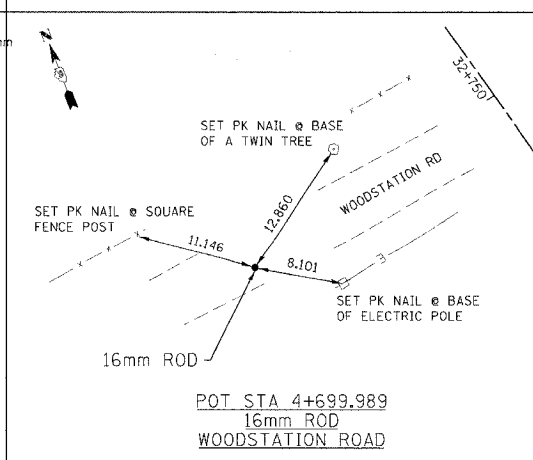 mm
N
32+750
SET PK NAIL @ BASE
OF A TWIN TREE
WOODSTATION RD
12.860
SET PK NAIL @ SQUARE
FENCE POST
11.146
8.101
SET PK NAIL @ BASE
OF ELECTRIC POLE
16mm ROD
POT STA 4+699.989
16mm ROD
WOODSTATION ROAD